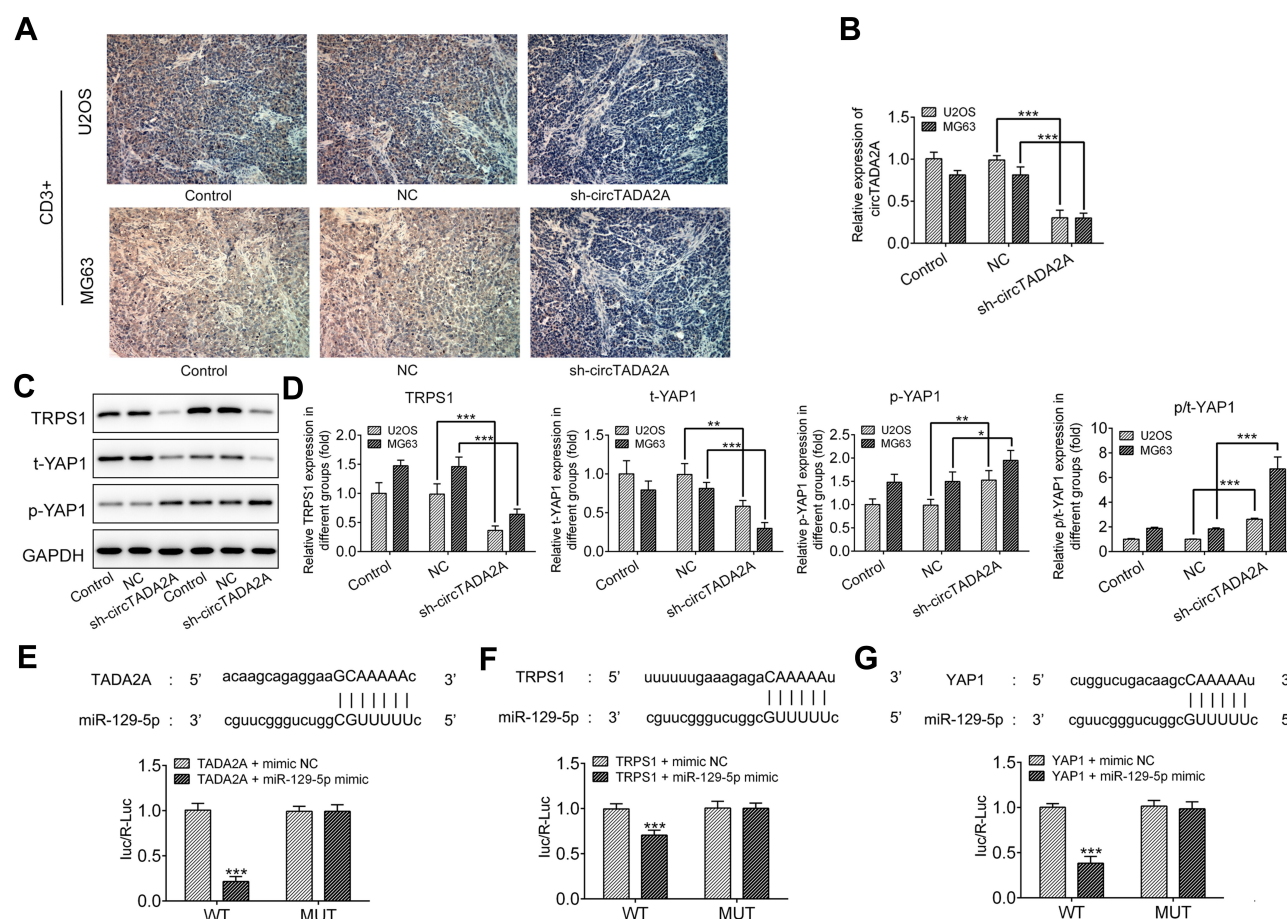 A
CD3+
U2OS
Control
NC
sh-circTADA2A
MG63
Control
NC
sh-circTADA2A
B
Relative expression of
circTADA2A
1.5
1.0
0.5
0.0
U2OS
MG63
***
***
Control
NC
sh-circTADA2A
C
TRPS1
t-YAP1
p-YAP1
GAPDH
Control
NC
sh-circTADA2A
Control
NC
sh-circTADA2A
D
TRPS1
Relative TRPS1 expression in
different groups (fold)
2.0
1.5
1.0
0.5
0.0
U2OS
MG63
***
***
Control
NC
sh-circTADA2A
t-YAP1
Relative t-YAP1 expression in
different groups (fold)
1.5
1.0
0.5
0.0
U2OS
MG63
**
***
Control
NC
sh-circTADA2A
p-YAP1
Relative p-YAP1 expression in
different groups (fold)
2.5
2.0
1.5
1.0
0.5
0.0
U2OS
MG63
**
*
Control
NC
sh-circTADA2A
p/t-YAP1
Relative p/t-YAP1 expression in
different groups (fold)
10
8
6
4
2
0
U2OS
MG63
***
***
Control
NC
sh-circTADA2A
E
TADA2A : 5’ acaagcagaggaaGCAAAAAc 3’
miR-129-5p : 3’ cguucgggucuggCGUUUUUc 5’
luc/R-Luc
1.5
1.0
0.5
0.0
TADA2A + mimic NC
TADA2A + miR-129-5p mimic
***
WT
MUT
F
TRPS1 : 5’ uuuuuugaaagagaCAAAAAu 3’
miR-129-5p : 3’ cguucgggucuggcGUUUUUc 5’
luc/R-Luc
1.5
1.0
0.5
0.0
TRPS1 + mimic NC
TRPS1 + miR-129-5p mimic
***
WT
MUT
G
YAP1 : 5’ cuggucugacaagcCAAAAAu 3
miR-129-5p : 3’ cguucgggucuggcGUUUUUc 5
luc/R-Luc
1.5
1.0
0.5
0.0
YAP1 + mimic NC
YAP1 + miR-129-5p mimic
***
WT
MUT